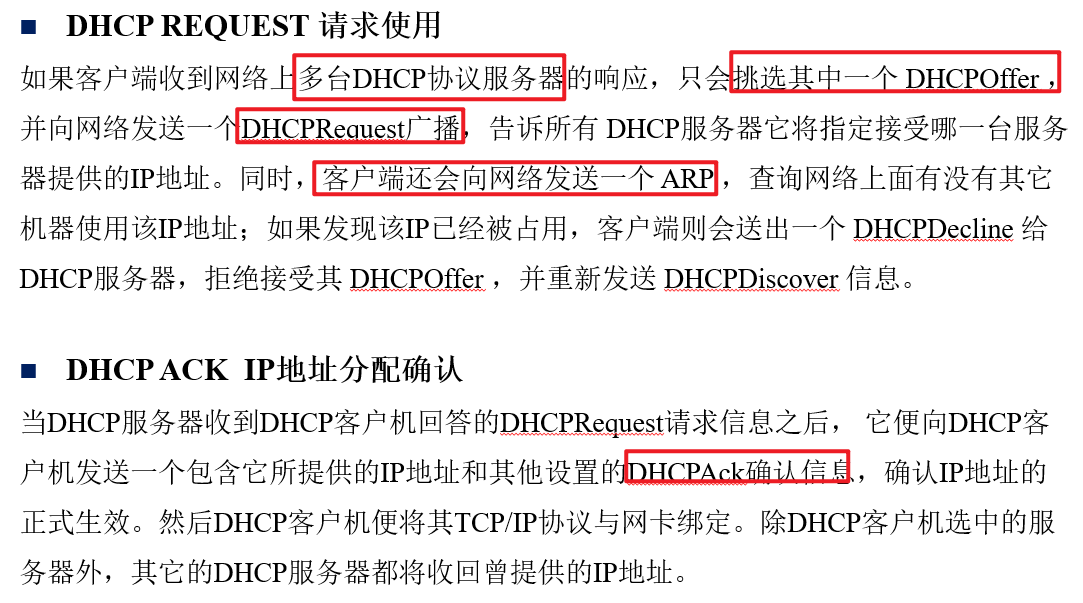 ■ DHCP REQUEST 请求使用
如果客户端收到网络上多台DHCP协议服务器的响应，只会挑选其中一个 DHCPOffer ，
并向网络发送一个DHCPRequest广播，告诉所有 DHCP服务器它将指定接受哪一台服务
器提供的IP地址。同时，客户端还会向网络发送一个 ARP ，查询网络上面有没有其它
机器使用该IP地址；如果发现该IP已经被占用，客户端则会送出一个 DHCPDecline 给
DHCP服务器，拒绝接受其 DHCPOffer ，并重新发送 DHCPDiscover 信息。
■ DHCP ACK IP地址分配确认
当DHCP服务器收到DHCP客户机回答的DHCPRequest请求信息之后， 它便向DHCP客
户机发送一个包含它所提供的IP地址和其他设置的DHCPAck确认信息，确认IP地址的
正式生效。然后DHCP客户机便将其TCP/IP协议与网卡绑定。除DHCP客户机选中的服
务器外，其它的DHCP服务器都将收回曾提供的IP地址。